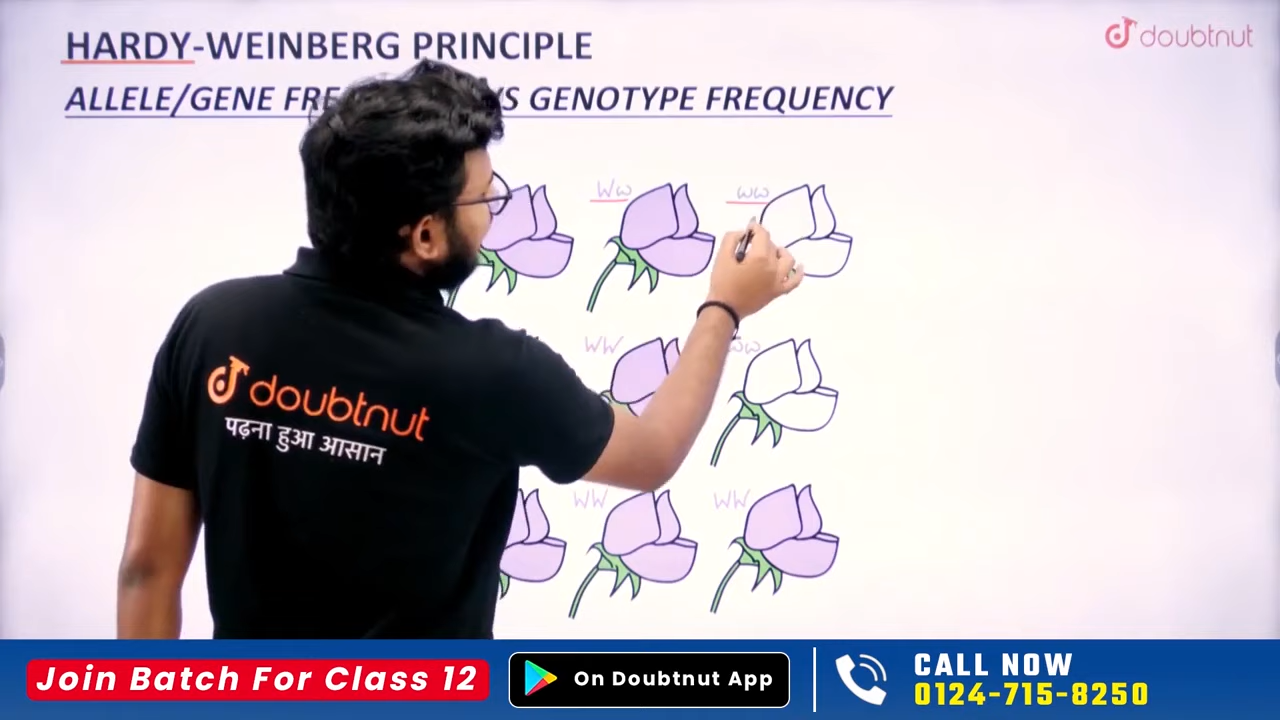 HARDY-WEINBERG PRINCIPLE
doubtnut
ALLELE/GENE FRE VS GENOTYPE FREQUENCY
Ww
ww
WW
ww
WW
WW
doubtnut
पढ़ना हुआ आसान
Join Batch For Class 12
On Doubtnut App
CALL NOW
0124-715-8250